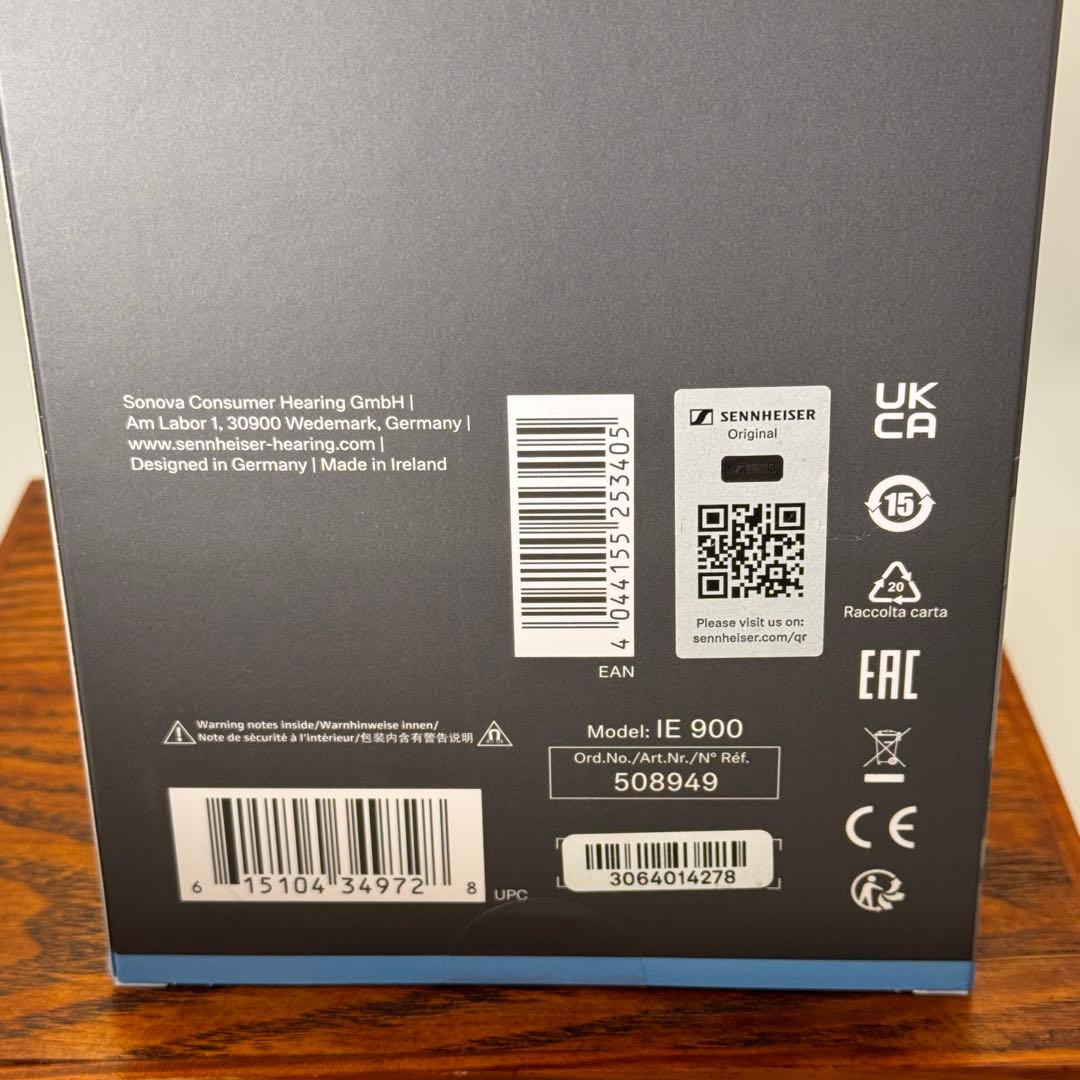 Sonova Consumer Hearing GmbH |
Am Labor 1, 30900 Wedemark, Germany |
www.sennheiser-hearing.com |
Designed in Germany | Made in Ireland
4 044155 253405
EAN
SENNHEISER
Original
Please visit us on:
sennheiser.com/qr
UK
CA
15
20
Raccolta carta
EAC
CE
Warning notes inside/Warnhinweise innen/
Note de sécurité à l'intérieur/包装内含有警告说明
Model: IE 900
Ord.No./Art.Nr./N° Réf.
508949
6 15104 34972 8
UPC
3064014278